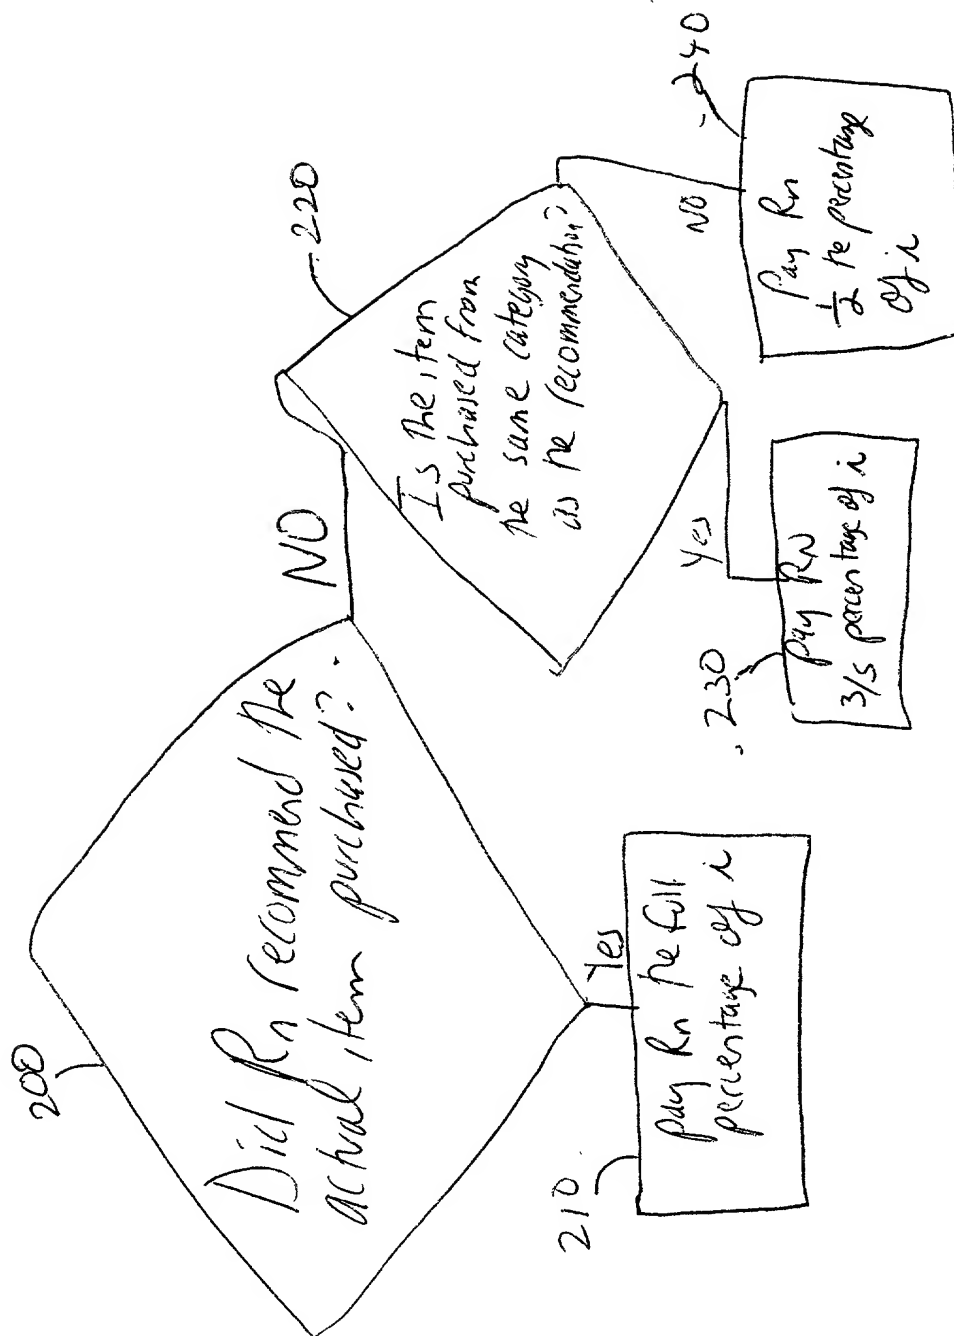 200
Did Rn recommend the
actual item purchased?
NO
220
Is the item
purchased from
the same category
as the recommendation?
Yes
210
pay Rn the full
percentage of i
Yes
230
pay RN
3/5 percentage of i
NO
240
Pay Rn
1/2 the percentage
of i